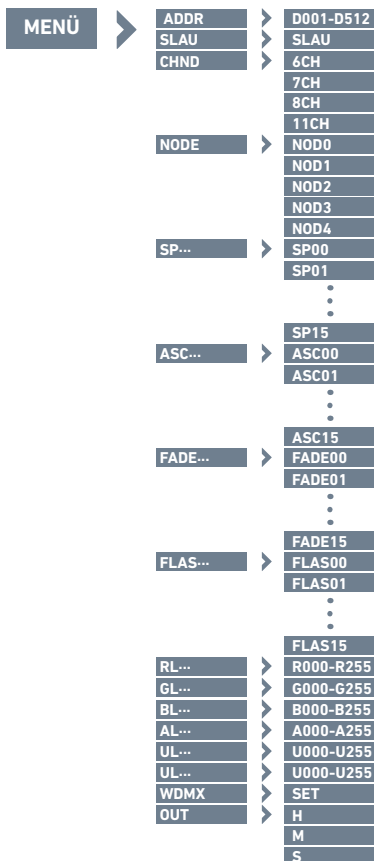 MENÜ
ADDR D001-D512
SLAU SLAU
CHND 6CH
7CH
8CH
11CH
NODE NOD0
NOD1
NOD2
NOD3
NOD4
SP... SP00
SP01
SP15
ASC... ASC00
ASC01
ASC15
FADE... FADE00
FADE01
FADE15
FLAS... FLAS00
FLAS01
FLAS15
RL... R000-R255
GL... G000-G255
BL... B000-B255
AL... A000-A255
UL... U000-U255
UL... U000-U255
WDMX SET
OUT H
M
S